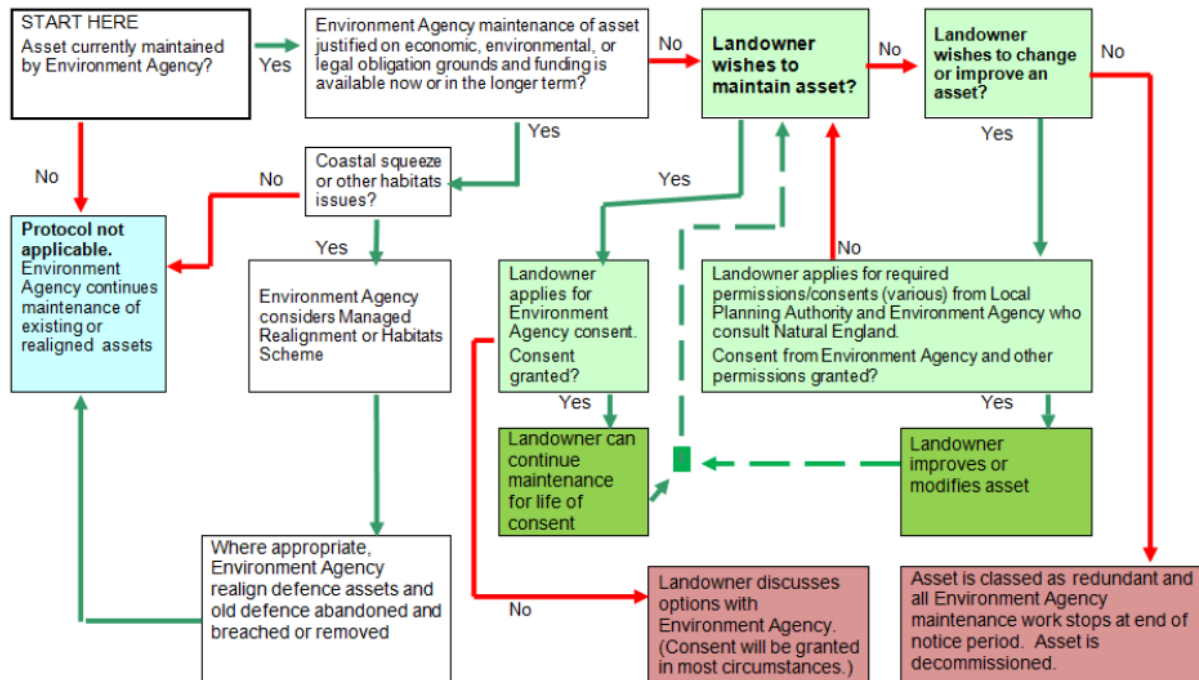 START HERE
Asset currently maintained
by Environment Agency?
Yes
Environment Agency maintenance of asset
justified on economic, environmental, or
legal obligation grounds and funding is
available now or in the longer term?
No
Landowner
wishes to
maintain asset?
No
Landowner
wishes to change
or improve an
asset?
No
Yes
Yes
Coastal squeeze
or other habitats
issues?
No
No
Yes
Protocol not
applicable.
Environment
Agency continues
maintenance of
existing or
realigned assets
Yes
Environment Agency
considers Managed
Realignment or Habitats
Scheme
Landowner
applies for
Environment
Agency consent.
Consent
granted?
No
Landowner applies for required
permissions/consents (various) from Local
Planning Authority and Environment Agency who
consult Natural England.
Consent from Environment Agency and other
permissions granted?
Yes
Yes
Landowner can
continue
maintenance
for life of
consent
Landowner
improves or
modifies asset
Where appropriate,
Environment Agency
realign defence assets and
old defence abandoned and
breached or removed
No
Landowner discusses
options with
Environment Agency.
(Consent will be granted
in most circumstances.)
Asset is classed as redundant and
all Environment Agency
maintenance work stops at end of
notice period. Asset is
decommissioned.